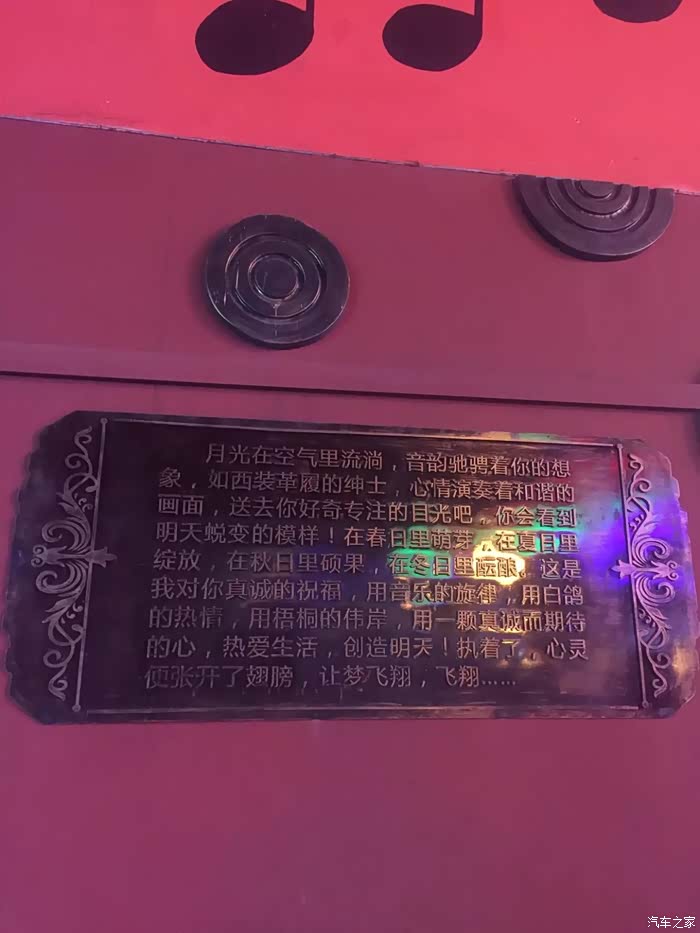 月光在空气里流淌，音韵驰骋着你的想
象，如西装革履的绅士，心情演奏着和谐的
画面，送去你好奇专注的目光吧，你会看到
明天蜕变的模样！在春日里萌芽，在夏日里
绽放，在秋日里硕果，在冬日里酝酿。这是
我对你真诚的祝福，用音乐的旋律，用白鸽
的热情，用梧桐的伟岸，用一颗真诚而期待
的心，热爱生活，创造明天！执着了，心灵
便张开了翅膀，让梦飞翔，飞翔……
汽车之家